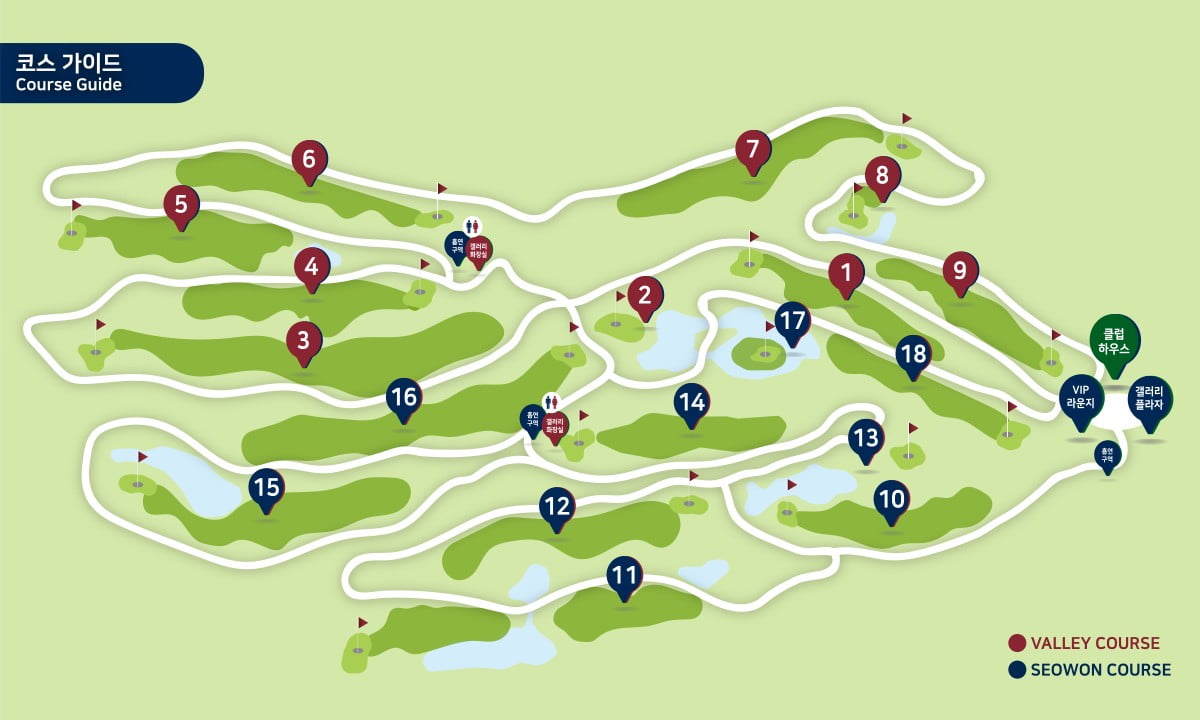 코스 가이드
Course Guide
6
7
8
5
흡연
구역
갤러리
화장실
4
2
1
9
3
17
18
클럽
하우스
16
흡연
구역
갤러리
화장실
14
VIP
라운지
갤러리
플라자
13
흡연
구역
15
12
10
11
VALLEY COURSE
SEOWON COURSE